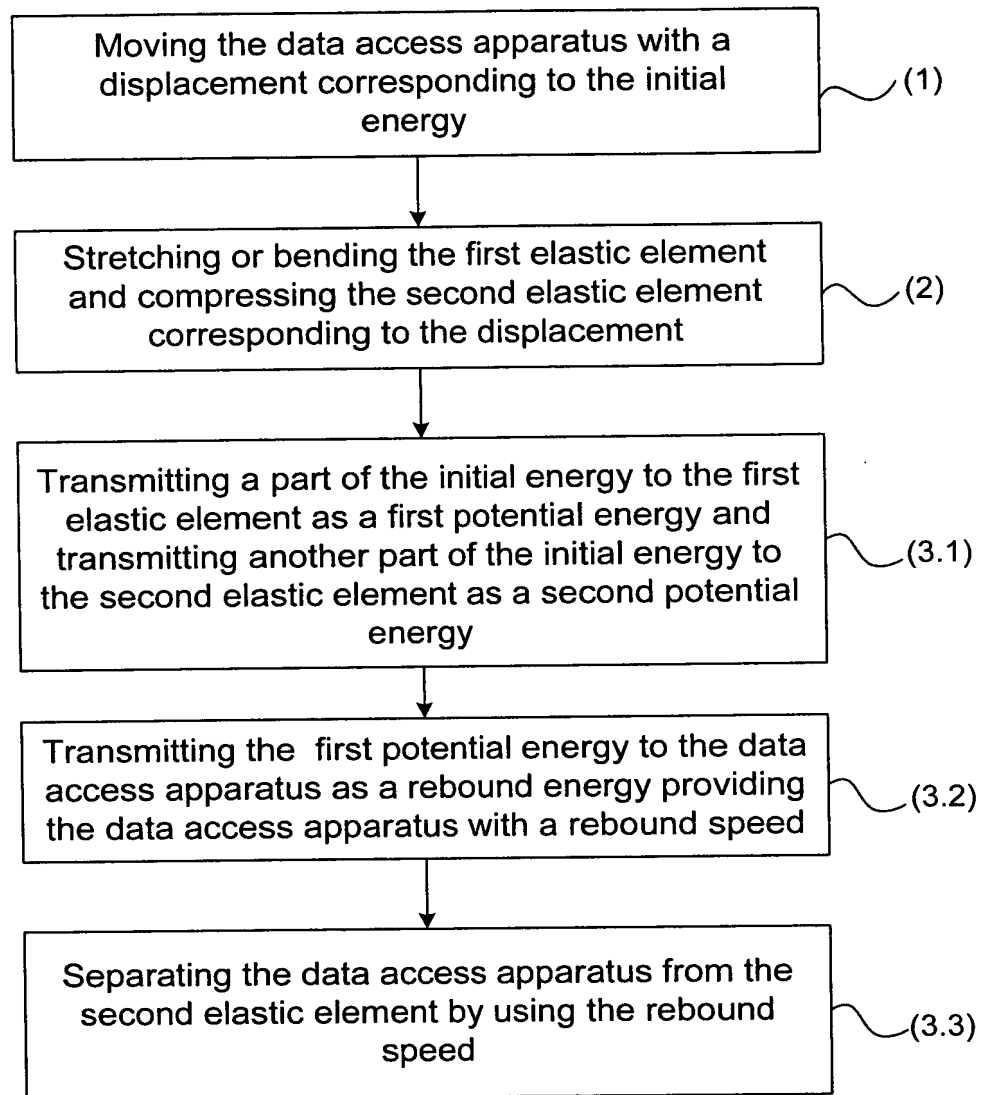 Moving the data access apparatus with a
displacement corresponding to the initial
energy
(1)
Stretching or bending the first elastic element
and compressing the second elastic element
corresponding to the displacement
(2)
Transmitting a part of the initial energy to the first
elastic element as a first potential energy and
transmitting another part of the initial energy to
the second elastic element as a second potential
energy
(3.1)
Transmitting the first potential energy to the data
access apparatus as a rebound energy providing
the data access apparatus with a rebound speed
(3.2)
Separating the data access apparatus from the
second elastic element by using the rebound
speed
(3.3)